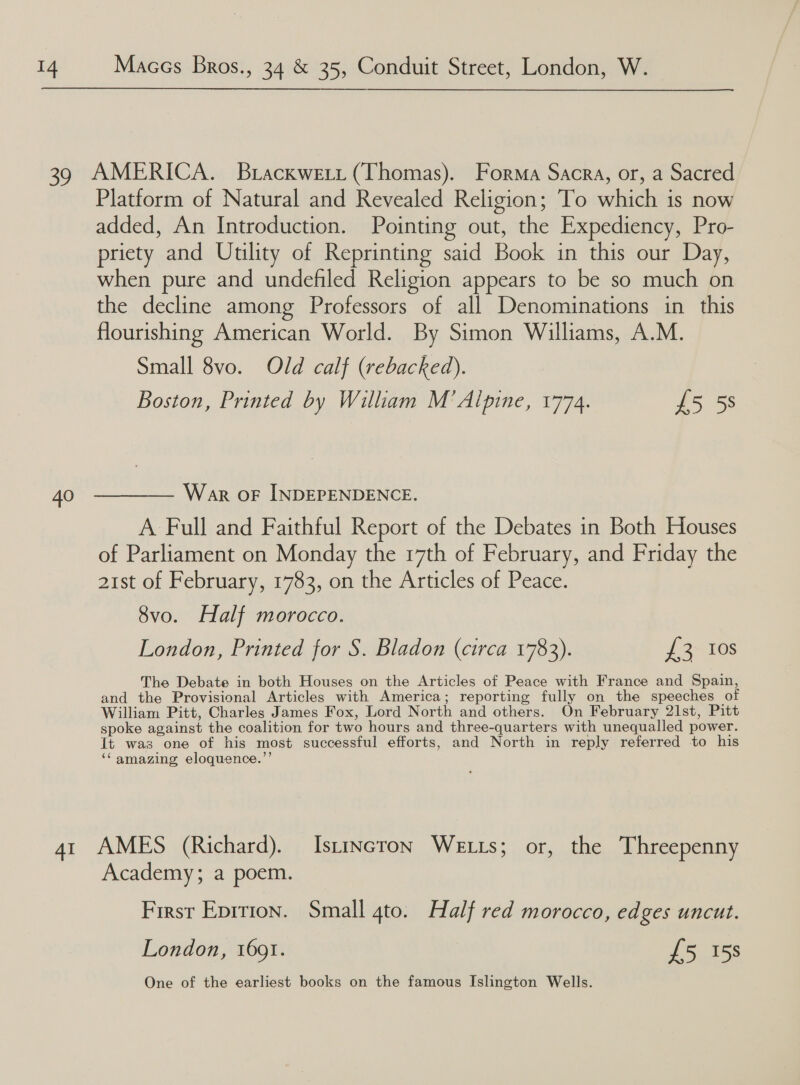 14 Maggs Bros., 34 & 35, Conduit Street, London, W.
39 AMERICA. Blackwell (Thomas). Forma Sacra, or, a Sacred
Platform of Natural and Revealed Religion; To which is now
added, An Introduction. Pointing out, the Expediency, Pro-
priety and Utility of Reprinting said Book in this our Day,
when pure and undefiled Religion appears to be so much on
the decline among Professors of all Denominations in this
flourishing American World. By Simon Williams, A.M.
Small 8vo. Old calf (rebacked).
Boston, Printed by William M'Alpine, 1774. £5 5s
40 ——— War of Independence.
A Full and Faithful Report of the Debates in Both Houses
of Parliament on Monday the 17th of February, and Friday the
21st of February, 1783, on the Articles of Peace.
8vo. Half morocco.
London, Printed for S. Bladon (circa 1783). £3 10s
The Debate in both Houses on the Articles of Peace with France and Spain,
and the Provisional Articles with America; reporting fully on the speeches of
William Pitt, Charles James Fox, Lord North and others. On February 21st, Pitt
spoke against the coalition for two hours and three-quarters with unequalled power.
It was one of his most successful efforts, and North in reply referred to his
‘‘amazing eloquence.’’
41 AMES (Richard). Islington Wells; or, the Threepenny
Academy; a poem.
First Edition. Small 4to. Half red morocco, edges uncut.
London, 1691. £5 15s
One of the earliest books on the famous Islington Wells.